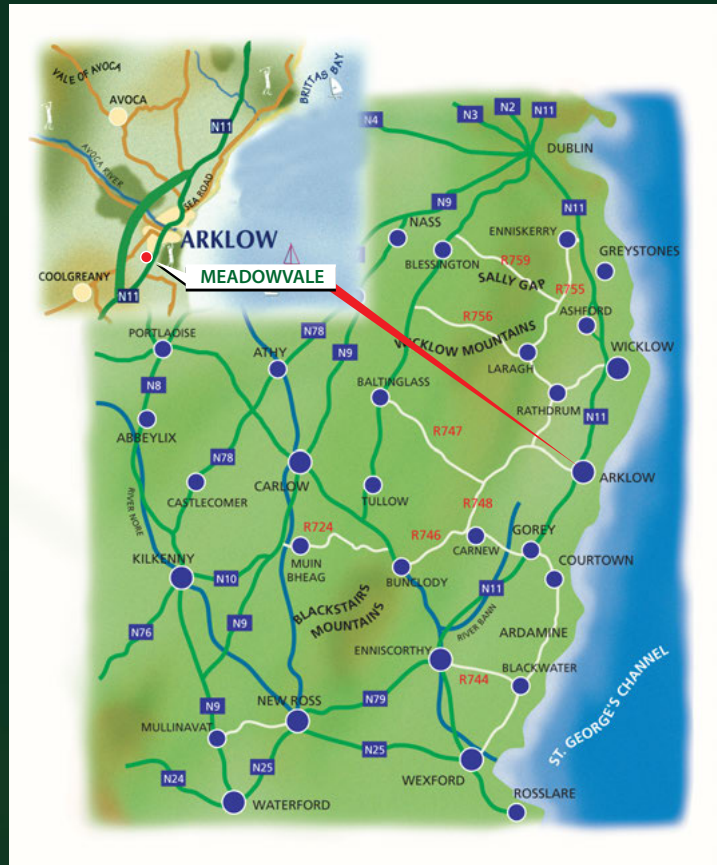 VALE OF AVOCA
AVOCA
BRITTAS BAY
N11
AVOCA RIVER
SEA ROAD
ARKLOW
MEADOWVALE
COOLGREANY
N11
N4
N3
N2
N11
DUBLIN
N9
N11
NASS
ENNISKERRY
BLESSINGTON
R759
GREYSTONES
SALLY GAP
R755
R756
ASHFORD
WICKLOW MOUNTAINS
WICKLOW
LARAGH
PORTLAOISE
N78
ATHY
N9
N8
BALTINGLASS
RATHDRUM
N11
ABBEYLIX
R747
N78
CARLOW
ARKLOW
CASTLECOMER
TULLOW
RIVER NORE
R748
R724
R746
GOREY
CARNEW
COURTOWN
KILKENNY
MUIN
BHEAG
N10
BUNCLODY
N11
BLACKSTAIRS
MOUNTAINS
RIVER BANN
N76
N9
ARDAMINE
ENNISCORTHY
BLACKWATER
R744
NEW ROSS
N79
N9
MULLINAVAT
ST. GEORGE'S CHANNEL
N25
N25
N24
WEXFORD
WATERFORD
ROSSLARE